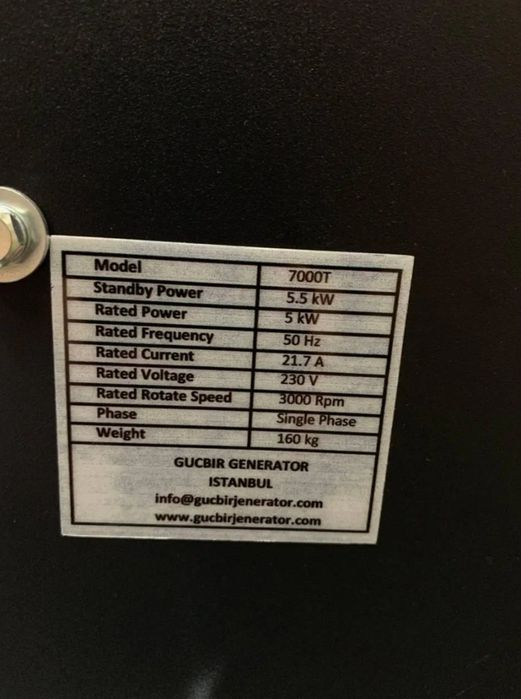 Model 7000T
Standby Power 5.5 kW
Rated Power 5 kW
Rated Frequency 50 Hz
Rated Current 21.7 A
Rated Voltage 230 V
Rated Rotate Speed 3000 Rpm
Phase Single Phase
Weight 160 kg
GUCBIR GENERATOR
ISTANBUL
info@gucbirjenerator.com
www.gucbirjenerator.com